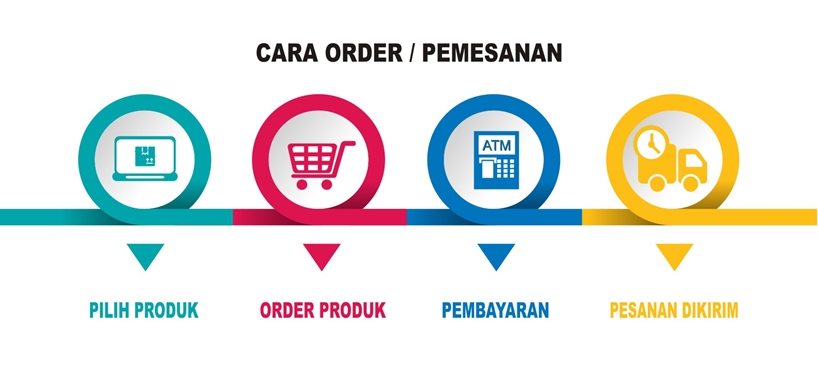 CARA ORDER / PEMESANAN
ATM
PILIH PRODUK
ORDER PRODUK
PEMBAYARAN
PESANAN DIKIRIM